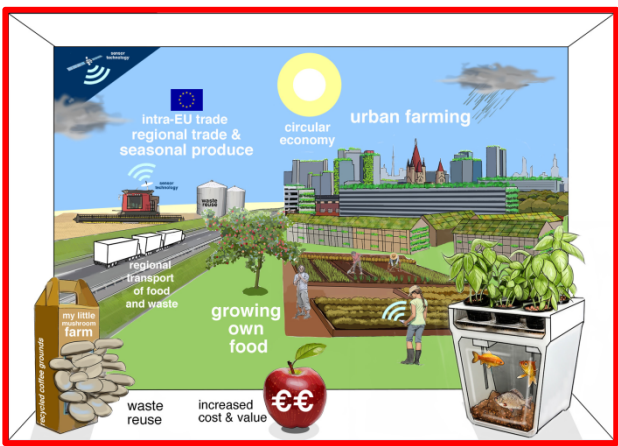 sensor
technology
intra-EU trade
regional trade &
seasonal produce
circular
economy
urban farming
sensor
technology
waste
reuse
regional
transport
of food
and waste
growing
own
food
my little
mushroom
farm
recycled coffee grounds
waste
reuse
increased
cost & value
€€